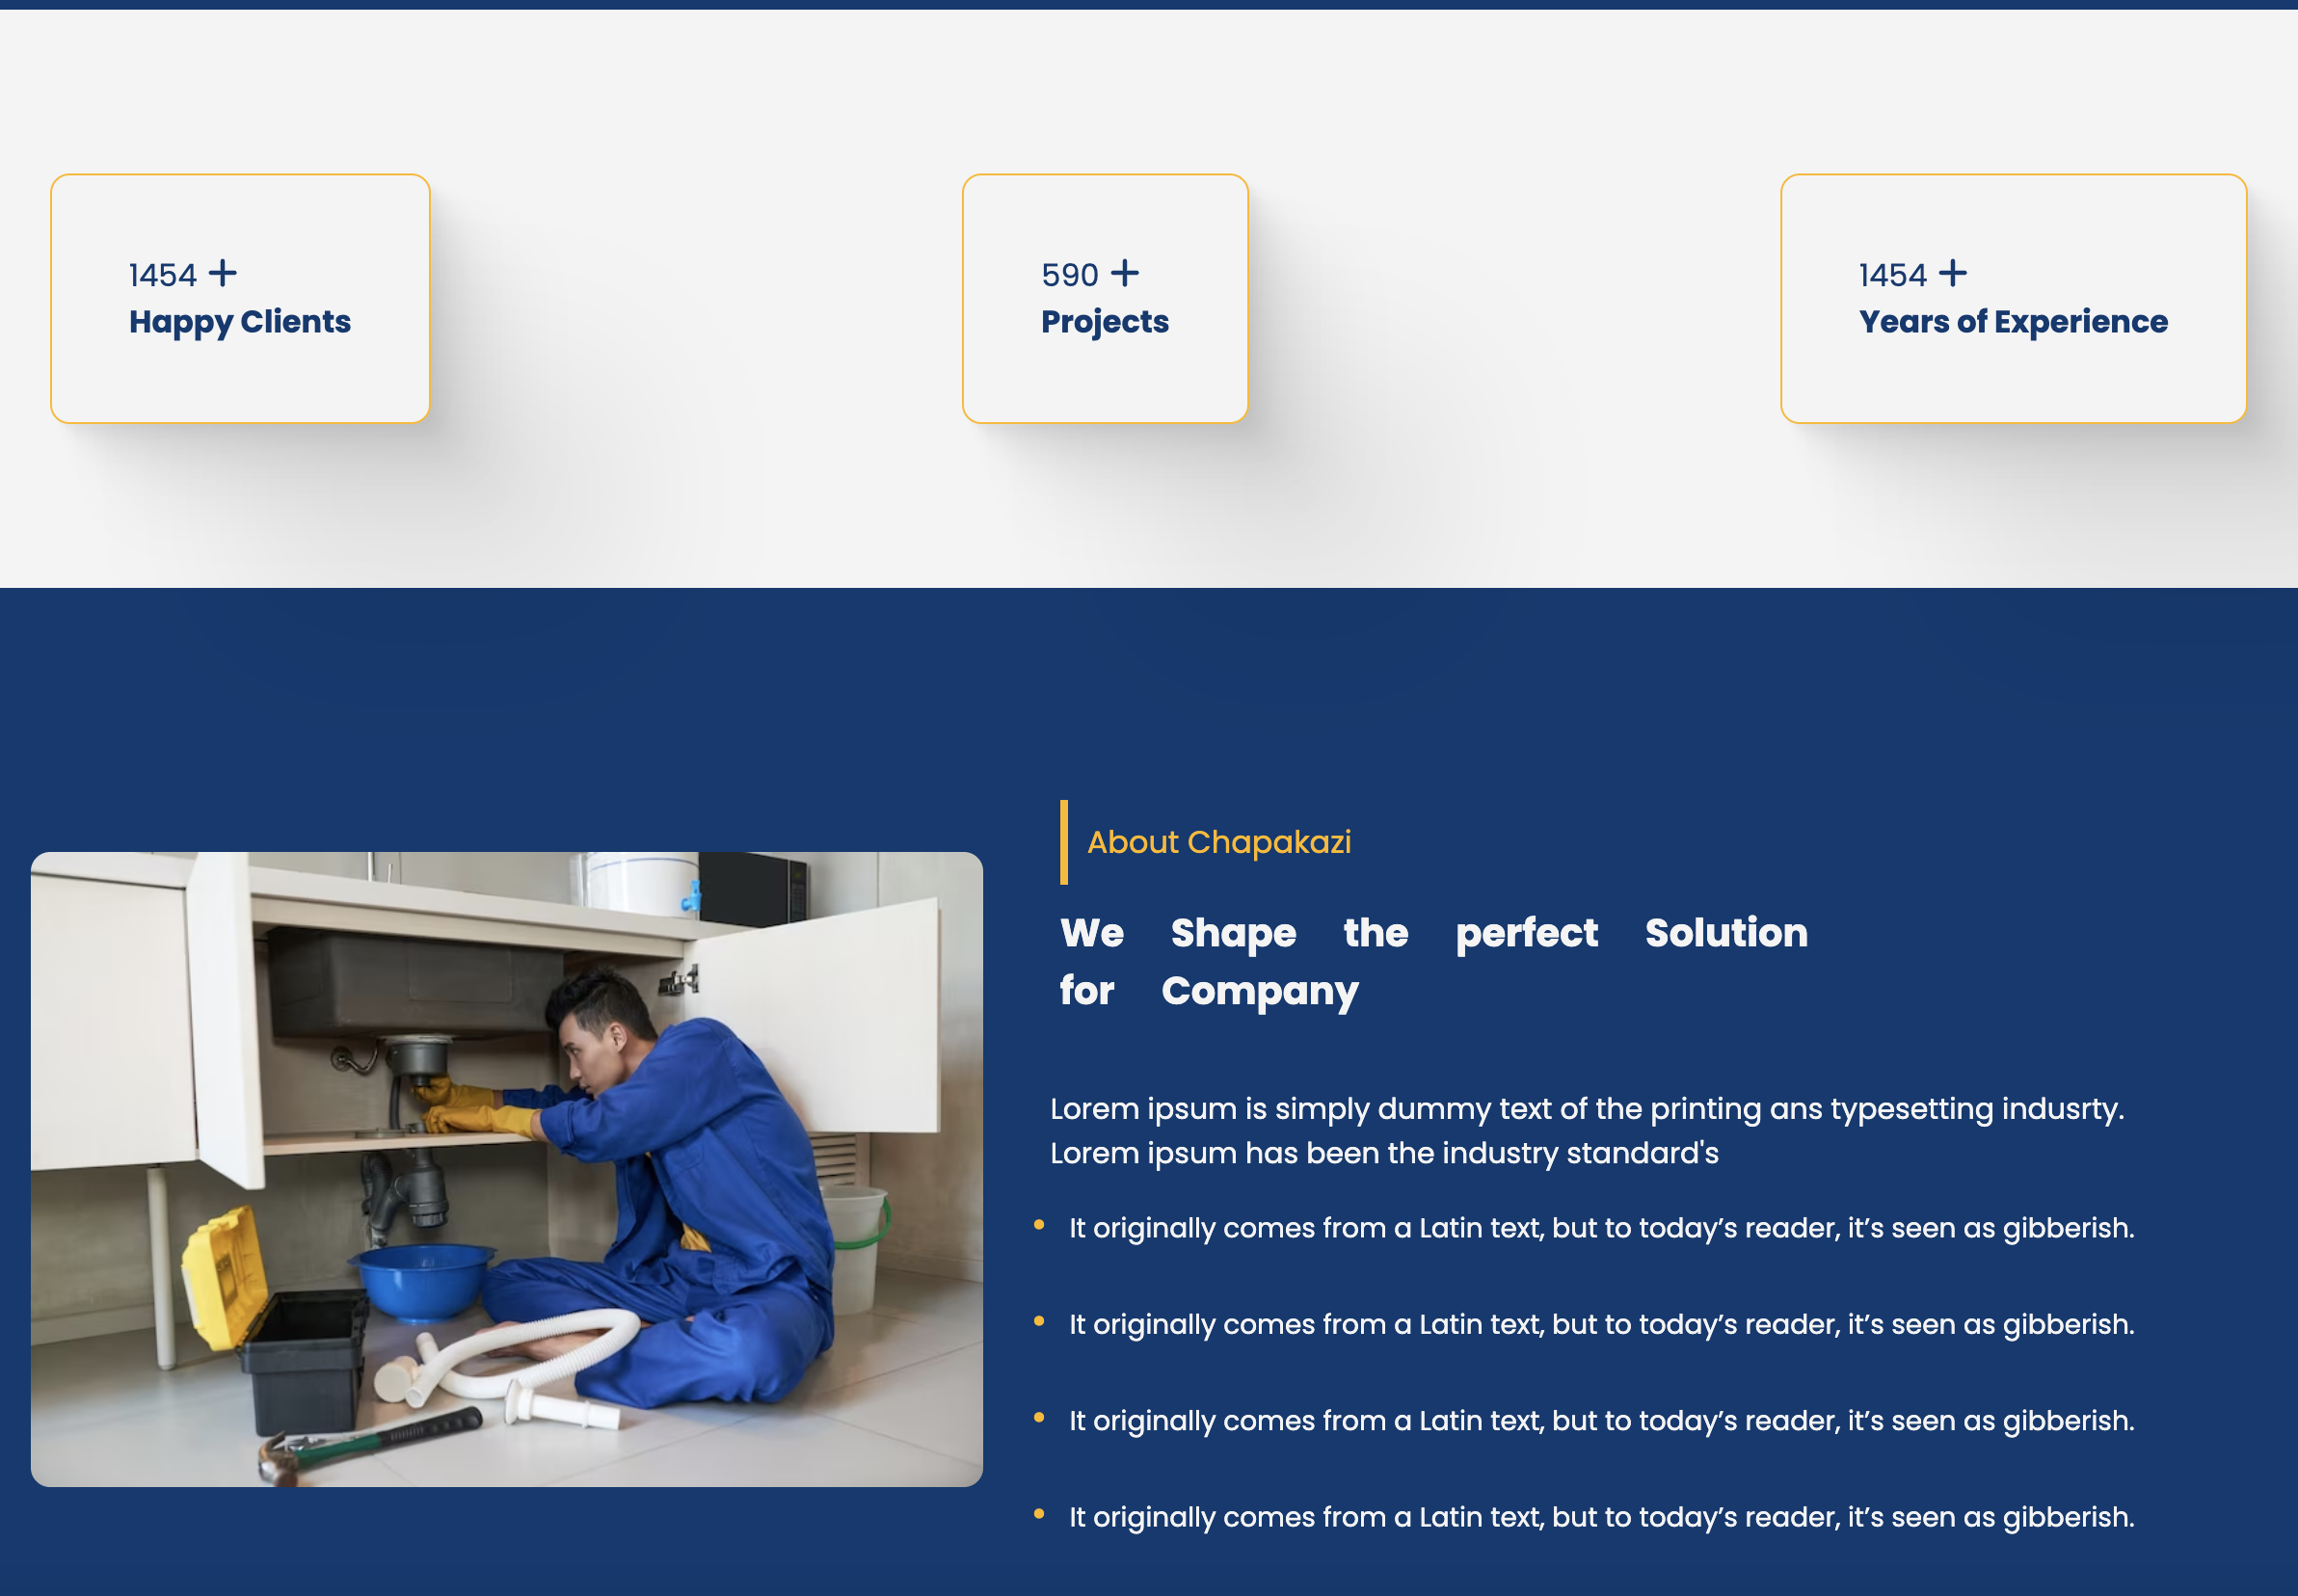 1454 +
Happy Clients
590 +
Projects
1454 +
Years of Experience
About Chapakazi
We Shape the perfect Solution
for Company
Lorem ipsum is simply dummy text of the printing ans typesetting indusrty.
Lorem ipsum has been the industry standard's
It originally comes from a Latin text, but to today’s reader, it’s seen as gibberish.
It originally comes from a Latin text, but to today’s reader, it’s seen as gibberish.
It originally comes from a Latin text, but to today’s reader, it’s seen as gibberish.
It originally comes from a Latin text, but to today’s reader, it’s seen as gibberish.